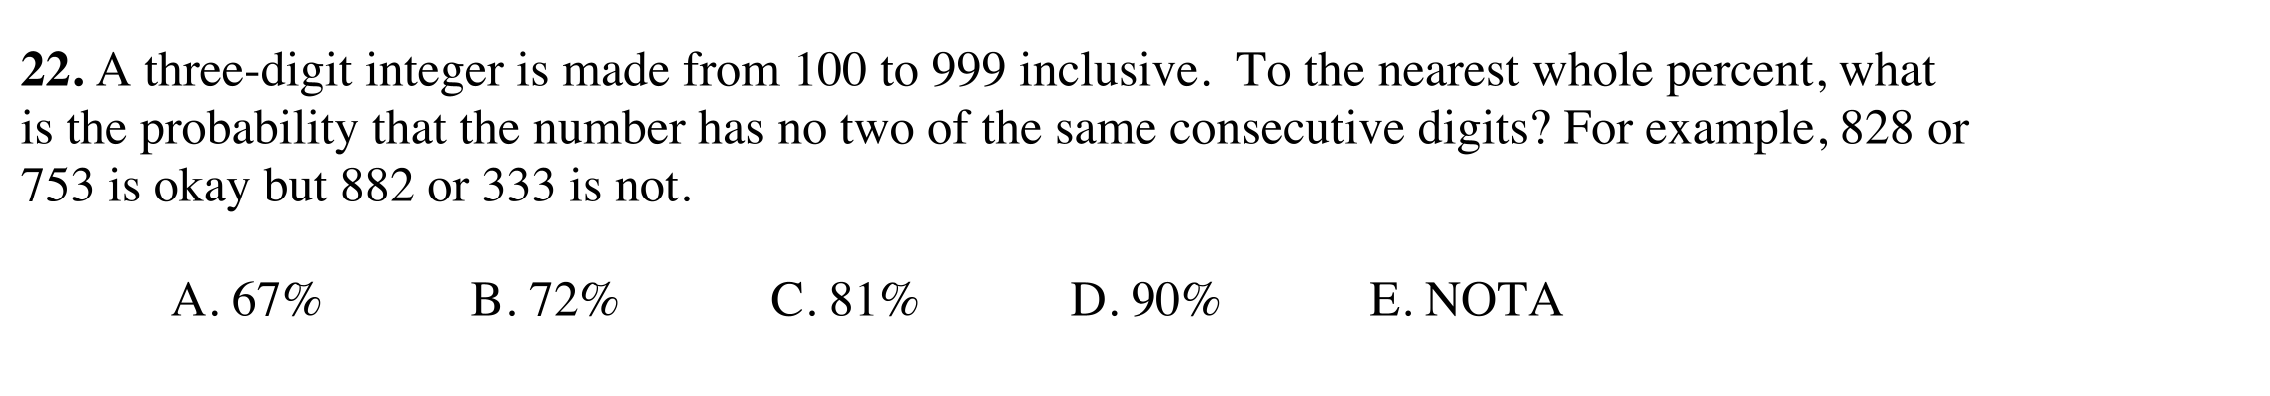 22. A three-digit integer is made from 100 to 999 inclusive.  To the nearest whole percent, what
is the probability that the number has no two of the same consecutive digits? For example, 828 or
753 is okay but 882 or 333 is not.
A. 67% B. 72% C. 81% D. 90% E. NOTA